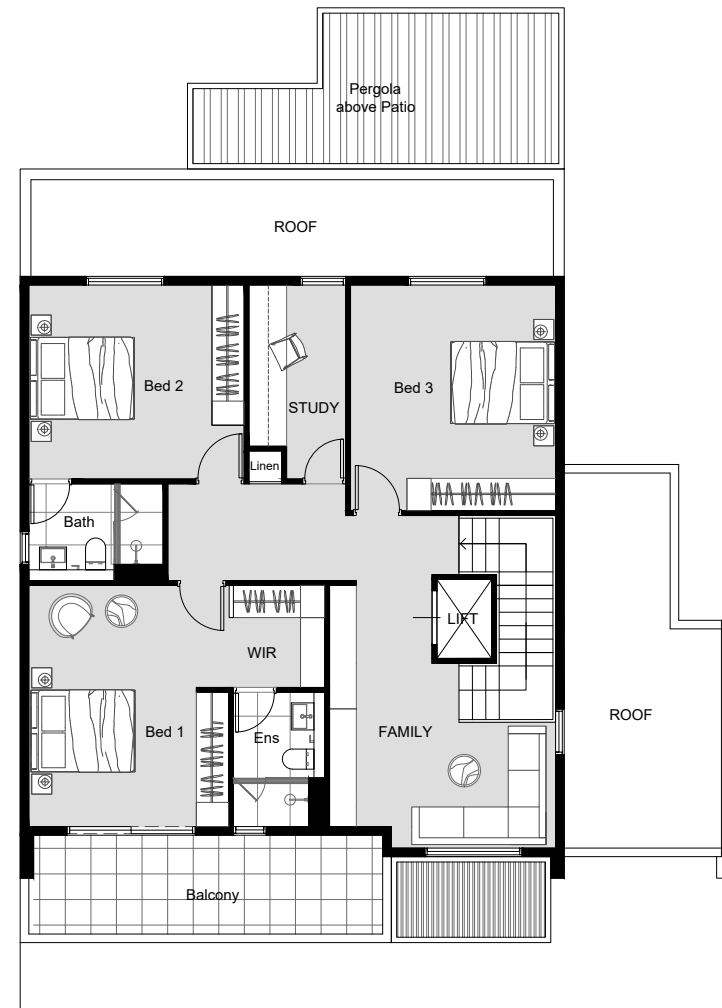 Pergola
above Patio
ROOF
Bed 2
Bed 3
STUDY
Linen
Bath
LIFT
WIR
Bed 1
Ens
FAMILY
ROOF
Balcony